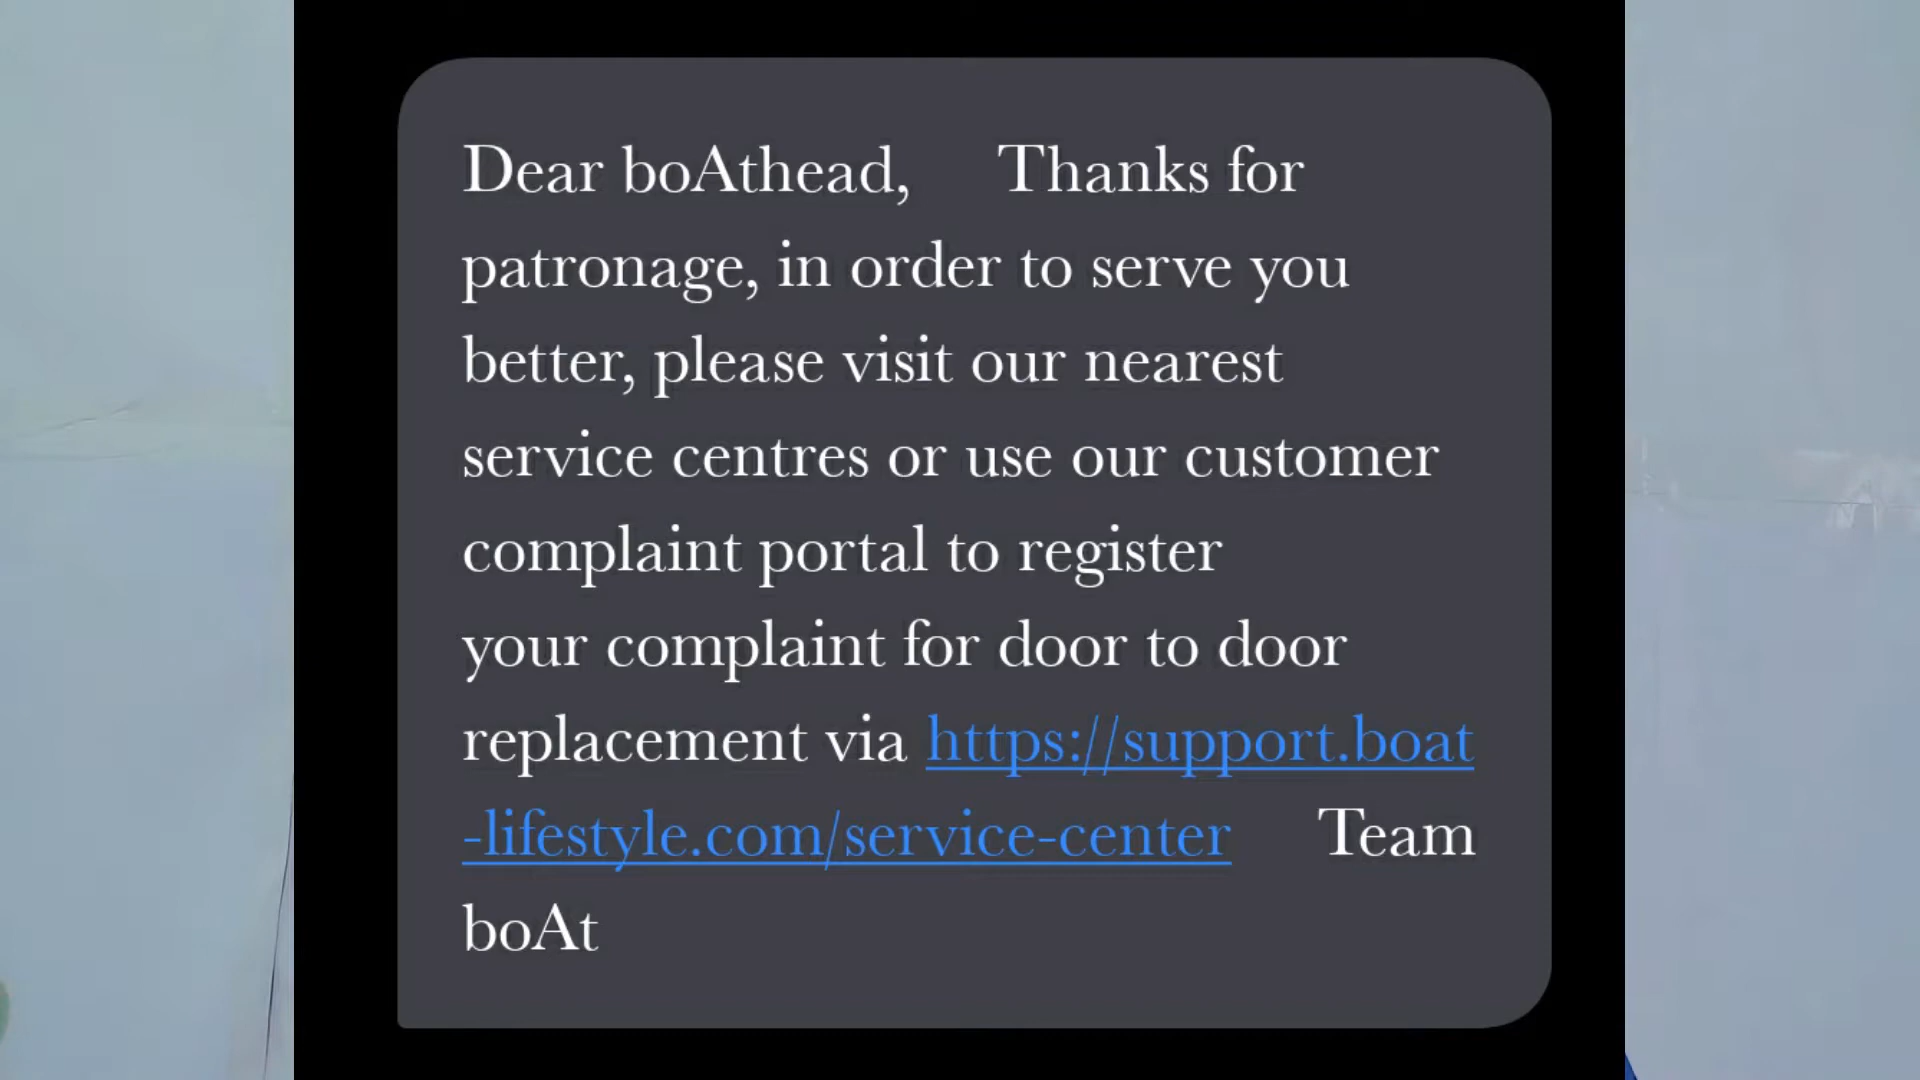 Dear boAthead, Thanks for
patronage, in order to serve you
better, please visit our nearest
service centres or use our customer
complaint portal to register
your complaint for door to door
replacement via https://support.boat
-lifestyle.com/service-center Team
boAt